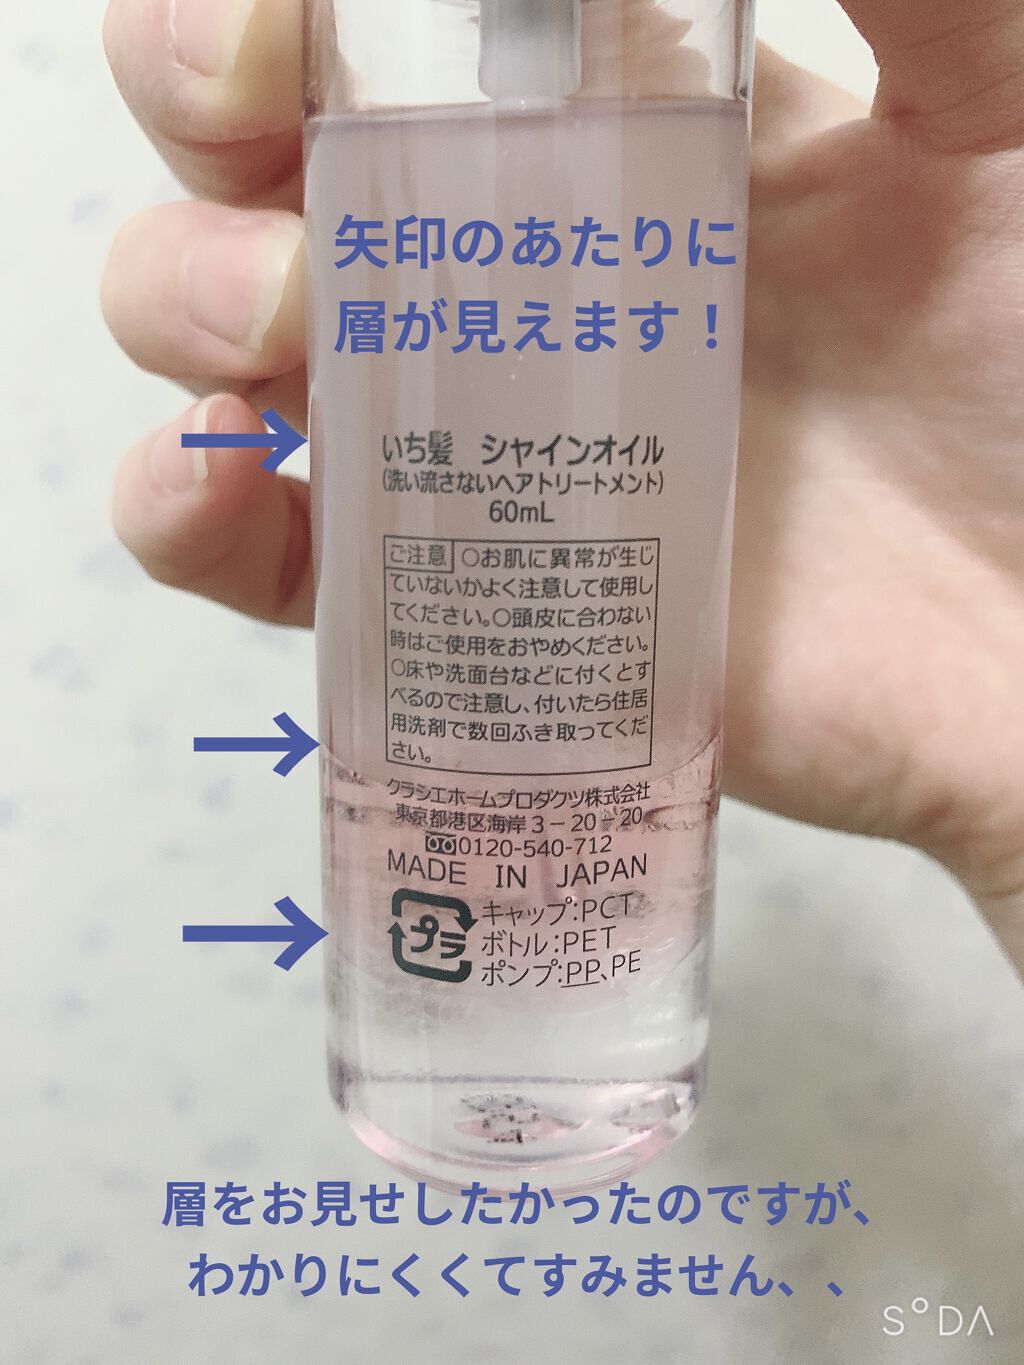 矢印のあたりに
層が見えます！
いち髪 シャインオイル
(洗い流さないヘアトリートメント)
60mL
ご注意 ○お肌に異常が生じ
ていないかよく注意して使用し
てください。○頭皮に合わない
時はご使用をおやめください。
○床や洗面台などに付くとす
べるので注意し、付いたら住居
用洗剤で数回ふき取ってくだ
さい。
クラシエホームプロダクツ株式会社
東京都港区海岸3-20-20
0120-540-712
MADE IN JAPAN
プラ
キャップ:PCT
ボトル:PET
ポンプ:PP、PE
層をお見せしたかったのですが、
わかりにくくてすみません、、
SODA